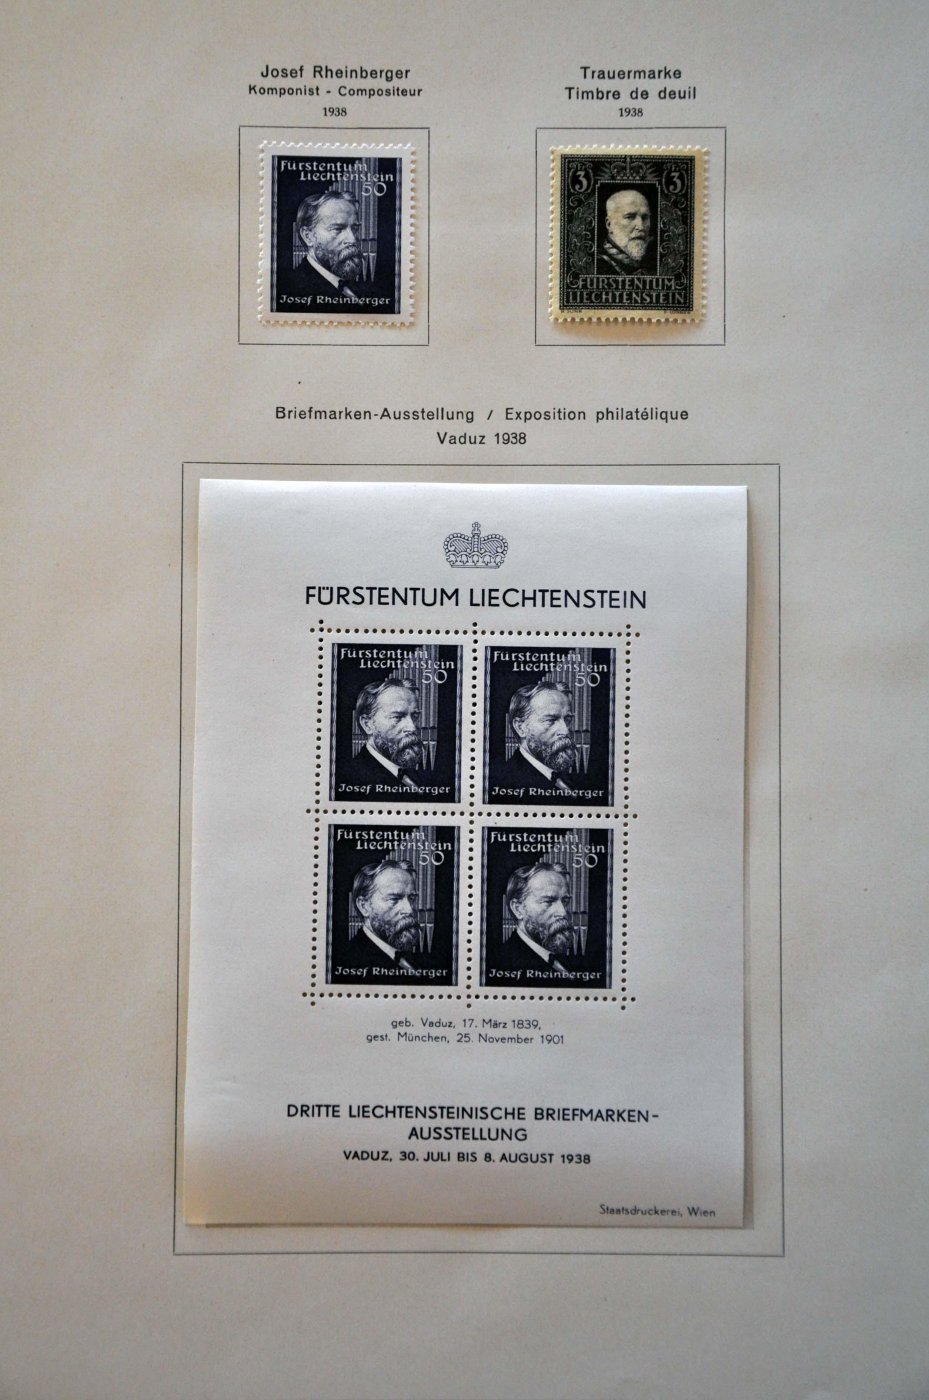 Josef Rheinberger
Komponist - Compositeur
1938
Fürstentum
Liechtenstein
50
Josef Rheinberger
Trauermarke
Timbre de deuil
1938
3 3
FÜRSTENTUM
LIECHTENSTEIN
Briefmarken-Ausstellung / Exposition philatélique
Vaduz 1938
FÜRSTENTUM LIECHTENSTEIN
Fürstentum
Liechtenstein
50
Josef Rheinberger
Fürstentum
Liechtenstein
50
Josef Rheinberger
Fürstentum
Liechtenstein
50
Josef Rheinberger
Fürstentum
Liechtenstein
50
Josef Rheinberger
geb. Vaduz, 17. März 1839,
gest. München, 25. November 1901
DRITTE LIECHTENSTEINISCHE BRIEFMARKEN-
AUSSTELLUNG
VADUZ, 30. JULI BIS 8. AUGUST 1938
Staatsdruckerei, Wien